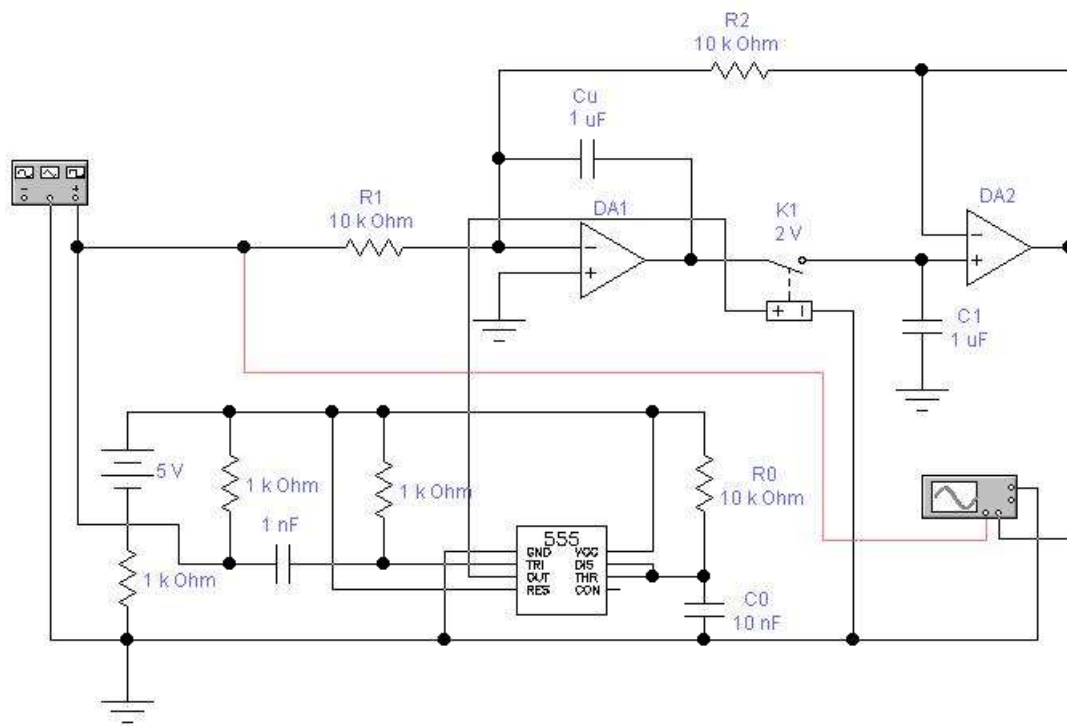 R2
10 k Ohm
Cu
1 uF
R1
10 k Ohm
DA1
K1
2 V
DA2
C1
1 uF
5 V
1 k Ohm
1 k Ohm
R0
10 k Ohm
1 nF
1 k Ohm
555
GND VCC
TRI DIS
OUT THR
RES CON
C0
10 nF